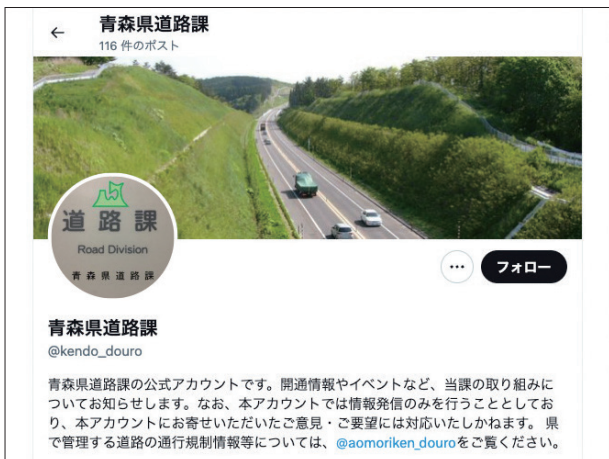 青森県道路課
116 件のポスト
道路課
Road Division
青森県道路課
フォロー
青森県道路課
@kendo_douro
青森県道路課の公式アカウントです。開通情報やイベントなど、当課の取り組みに
ついてお知らせします。なお、本アカウントでは情報発信のみを行うこととしてお
り、本アカウントにお寄せいただいたご意見・ご要望には対応いたしかねます。 県
で管理する道路の通行規制情報等については、@aomoriken_douroをご覧ください。